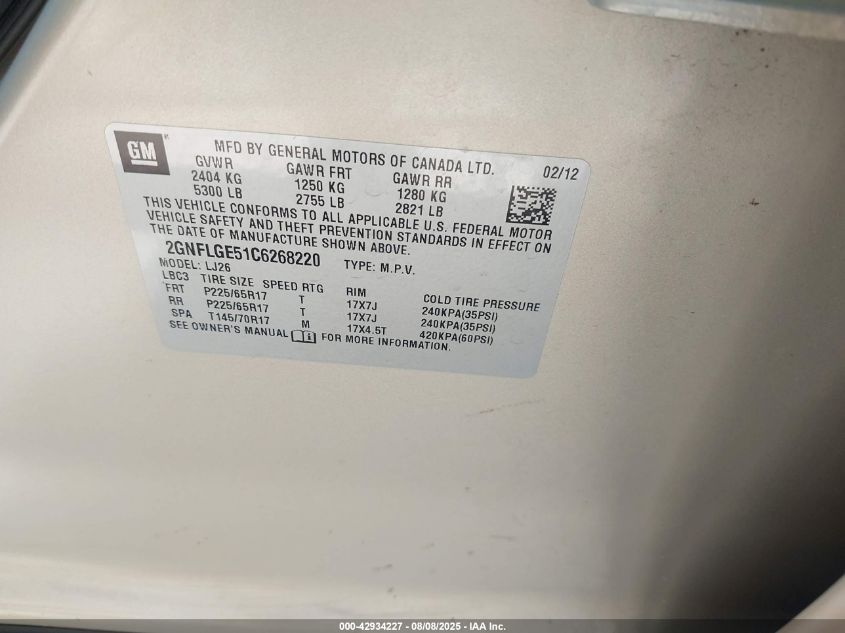 GM
MFD BY GENERAL MOTORS OF CANADA LTD. 02/12
GVWR GAWR FRT GAWR RR
2404 KG 1250 KG 1280 KG
5300 LB 2755 LB 2821 LB
THIS VEHICLE CONFORMS TO ALL APPLICABLE U.S. FEDERAL MOTOR
VEHICLE SAFETY AND THEFT PREVENTION STANDARDS IN EFFECT ON
THE DATE OF MANUFACTURE SHOWN ABOVE.
2GNFLGE51C6268220 TYPE: M.P.V.
MODEL: LJ26
LBC3 TIRE SIZE SPEED RTG RIM COLD TIRE PRESSURE
FRT P225/65R17 T 17X7J 240KPA(35PSI)
RR P225/65R17 T 17X7J 240KPA(35PSI)
SPA T145/70R17 M 17X4.5T 420KPA(60PSI)
SEE OWNER'S MANUAL i FOR MORE INFORMATION.
000-42934227 - 08/08/2025 - IAA Inc.